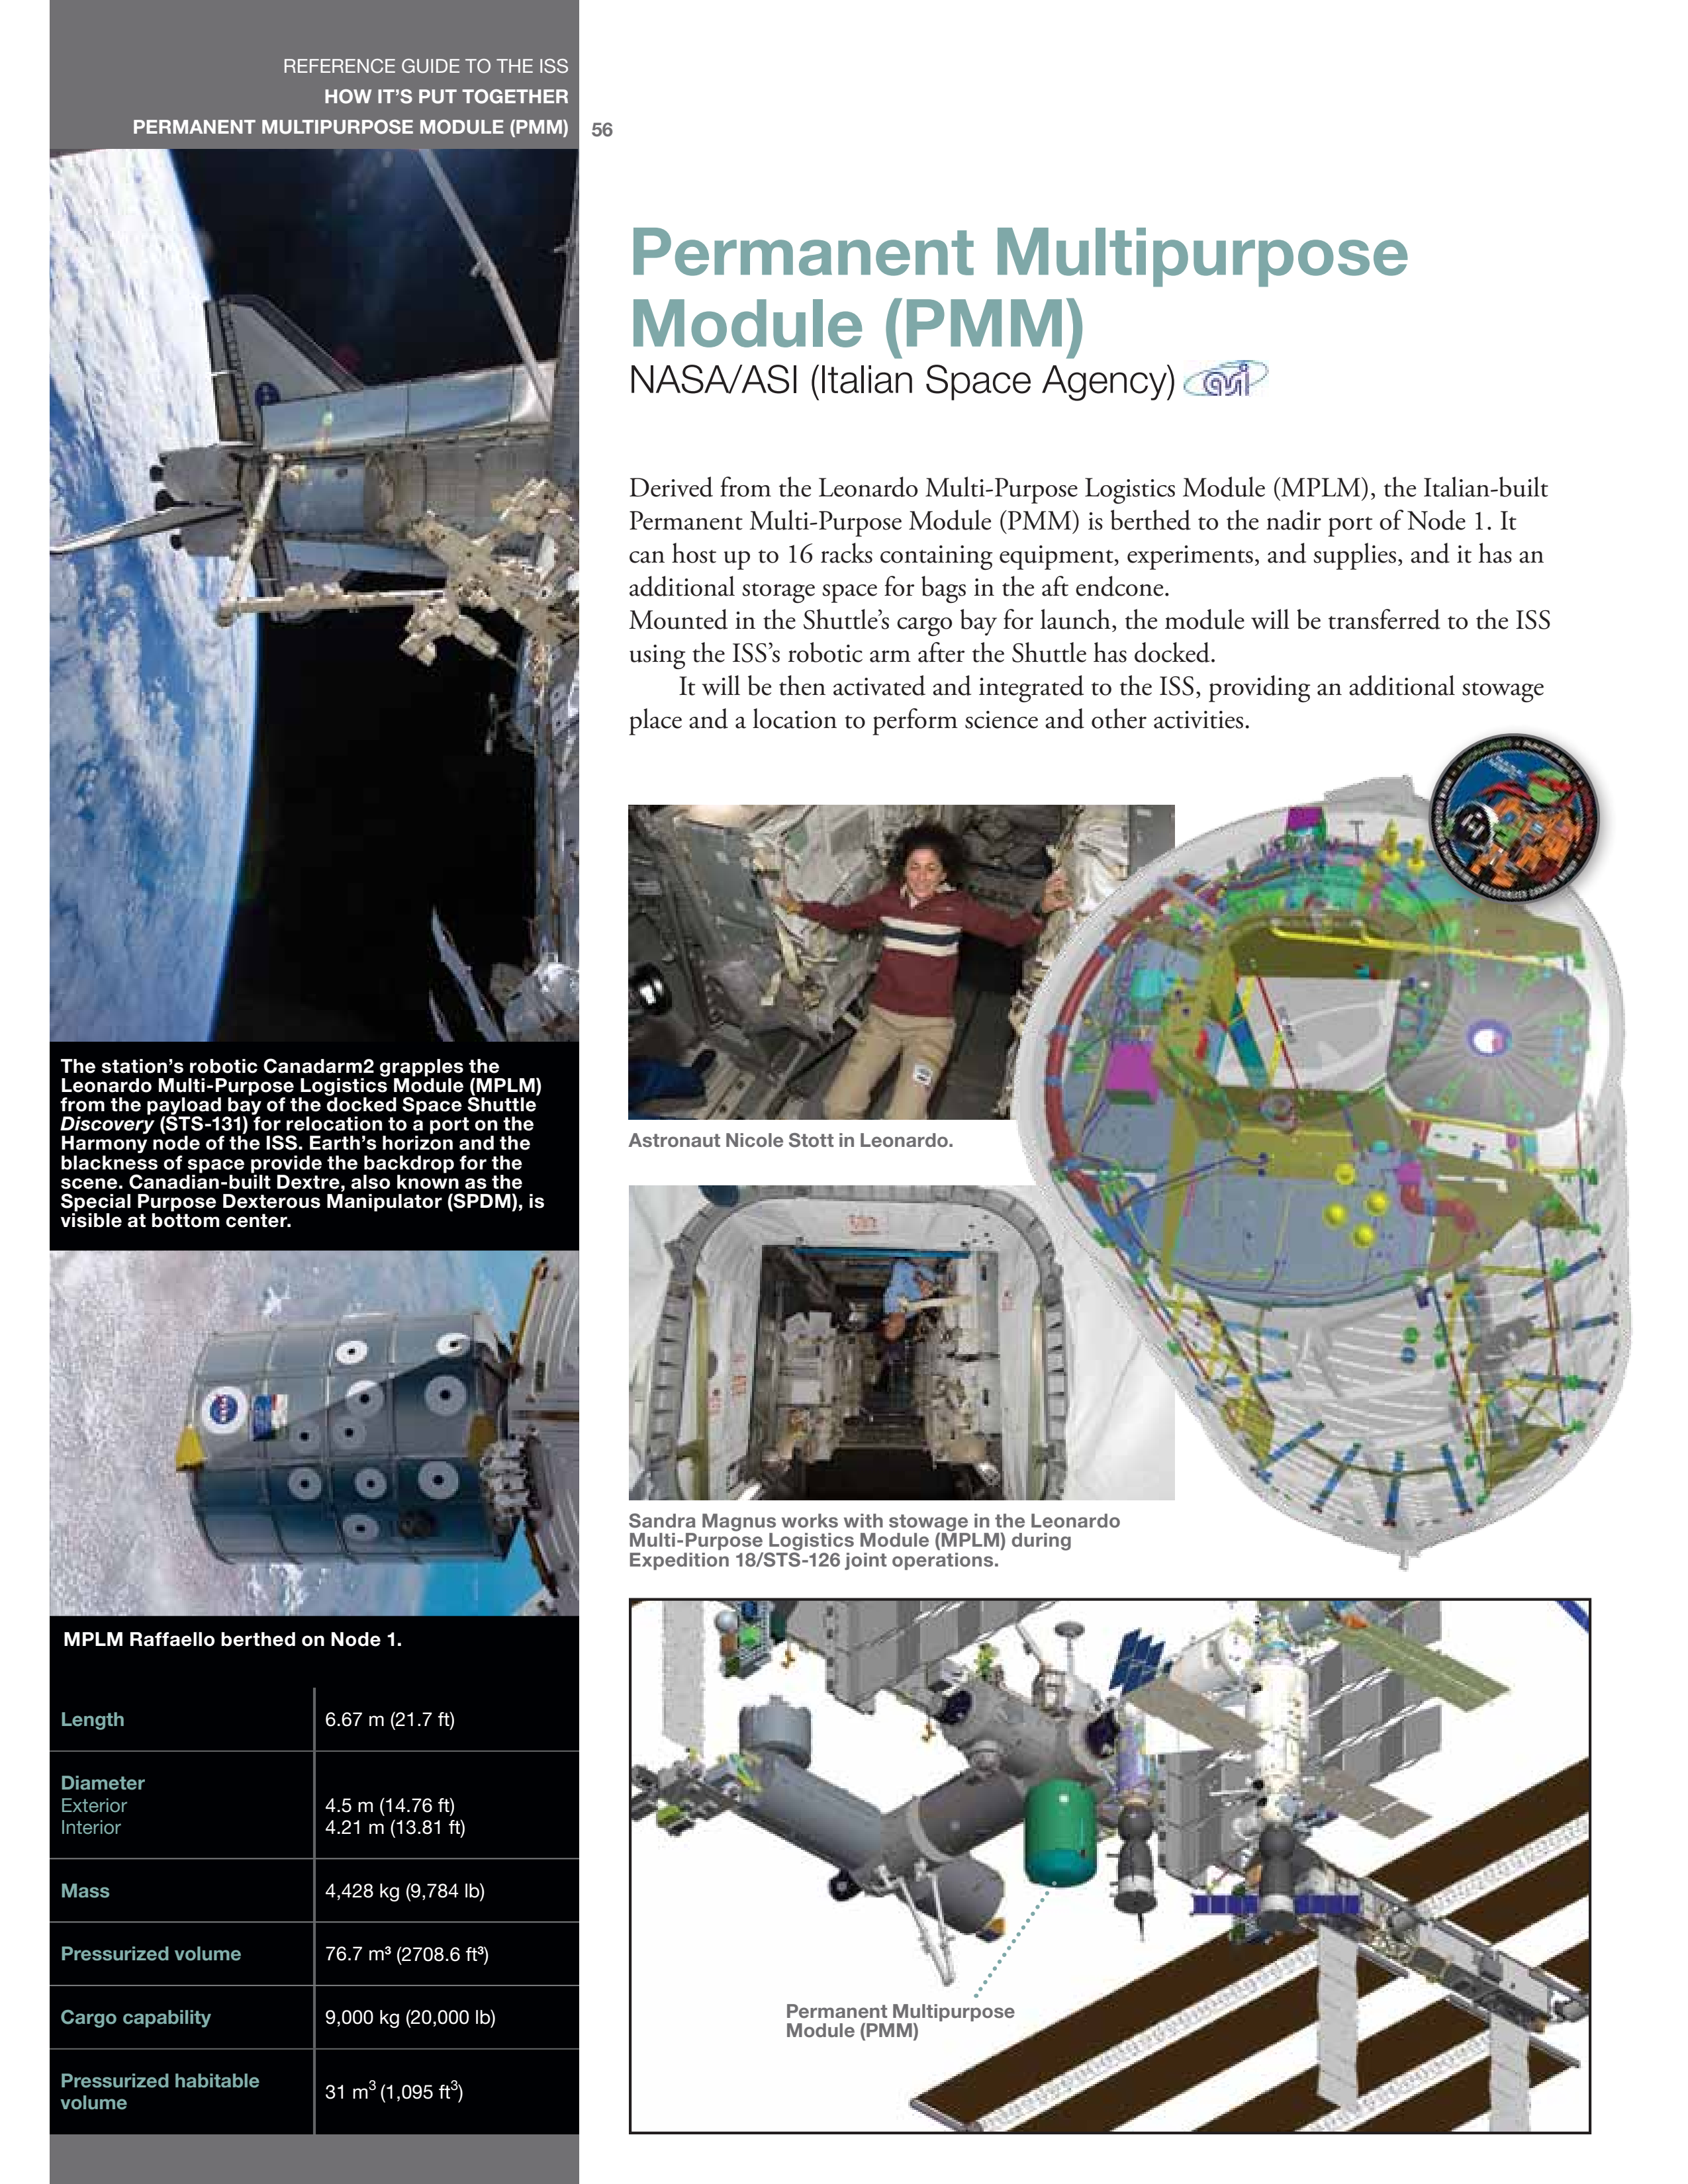 REFERENCE GUIDE TO THE ISS
HOW IT’S PUT TOGETHER
PERMANENT MULTIPURPOSE MODULE (PMM)
56
Permanent Multipurpose
Module (PMM)
NASA/ASI (Italian Space Agency)
asi
Derived from the Leonardo Multi-Purpose Logistics Module (MPLM), the Italian-built
Permanent Multi-Purpose Module (PMM) is berthed to the nadir port of Node 1. It
can host up to 16 racks containing equipment, experiments, and supplies, and it has an
additional storage space for bags in the aft endcone.
Mounted in the Shuttle’s cargo bay for launch, the module will be transferred to the ISS
using the ISS’s robotic arm after the Shuttle has docked.
It will be then activated and integrated to the ISS, providing an additional stowage
place and a location to perform science and other activities.
The station’s robotic Canadarm2 grapples the
Leonardo Multi-Purpose Logistics Module (MPLM)
from the payload bay of the docked Space Shuttle
Discovery (STS-131) for relocation to a port on the
Harmony node of the ISS. Earth’s horizon and the
blackness of space provide the backdrop for the
scene. Canadian-built Dextre, also known as the
Special Purpose Dexterous Manipulator (SPDM), is
visible at bottom center.
Astronaut Nicole Stott in Leonardo.
Sandra Magnus works with stowage in the Leonardo
Multi-Purpose Logistics Module (MPLM) during
Expedition 18/STS-126 joint operations.
MPLM Raffaello berthed on Node 1.
Length 6.67 m (21.7 ft)
Diameter
Exterior 4.5 m (14.76 ft)
Interior 4.21 m (13.81 ft)
Mass 4,428 kg (9,784 lb)
Pressurized volume 76.7 m³ (2708.6 ft³)
Cargo capability 9,000 kg (20,000 lb)
Pressurized habitable
volume 31 m³ (1,095 ft³)
Permanent Multipurpose
Module (PMM)